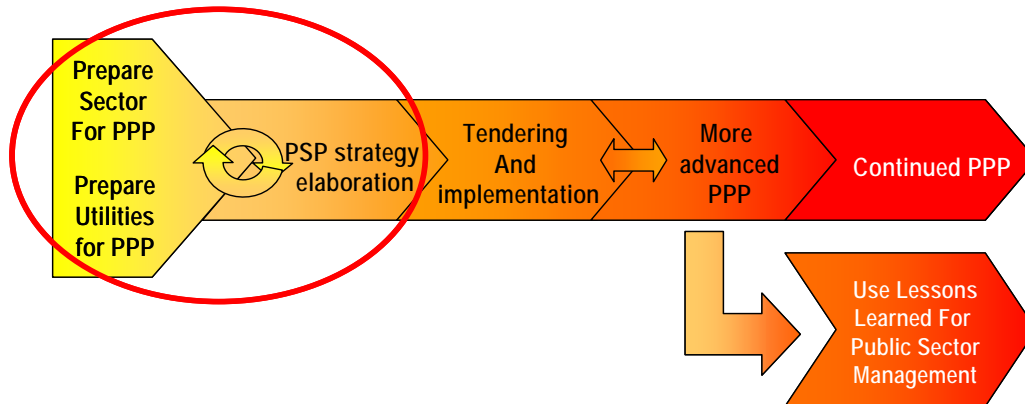 Prepare
Sector
For PPP
Prepare
Utilities
for PPP
PSP strategy
elaboration
Tendering
And
implementation
More
advanced
PPP
Continued PPP
Use Lessons
Learned For
Public Sector
Management